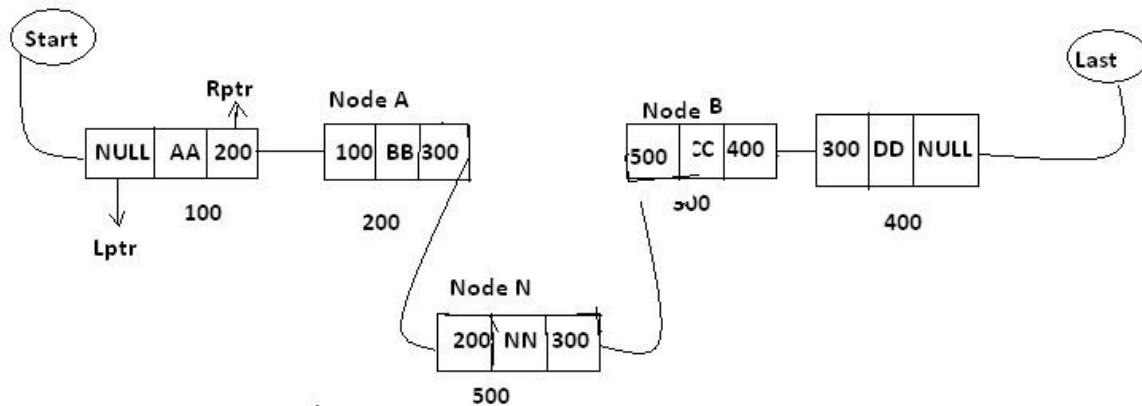 Start
Last
Rptr
Node A
Node B
NULL AA 200
100 BB 300
500 CC 400
300 DD NULL
100
200
300
400
Lptr
Node N
200 NN 300
500